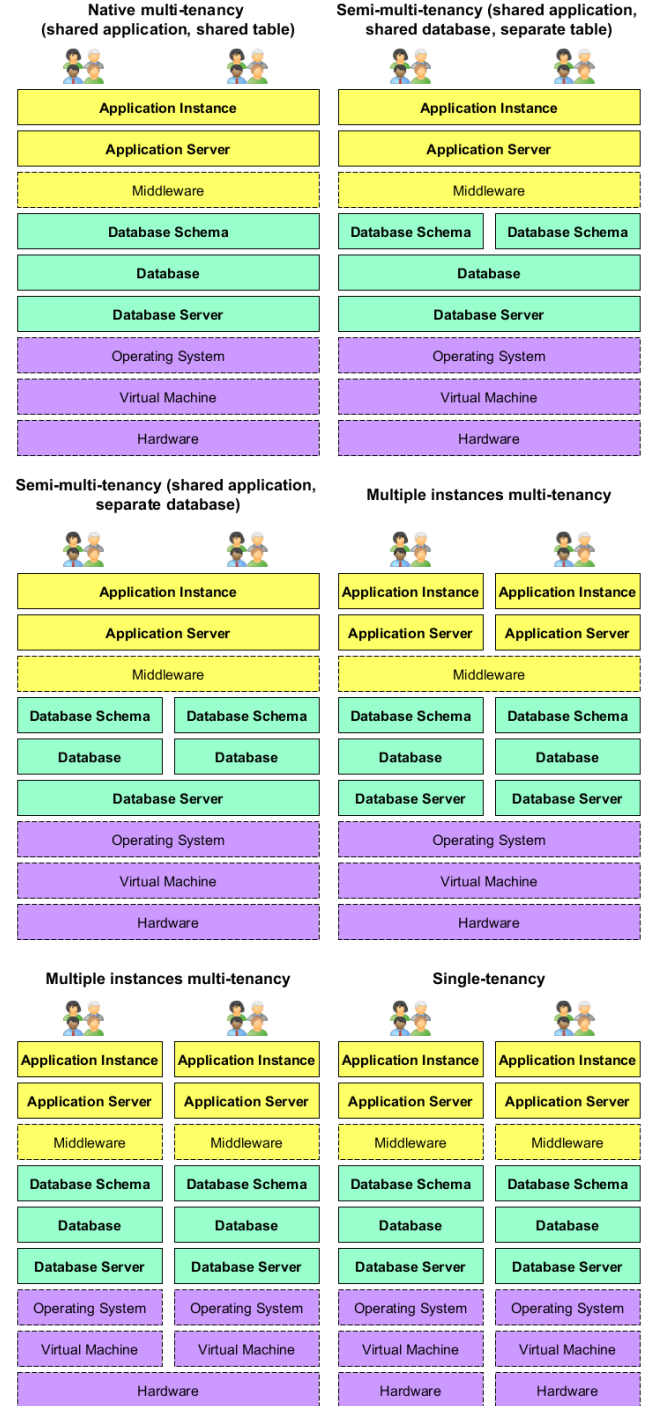 Native multi-tenancy
(shared application, shared table)
Application Instance
Application Server
Middleware
Database Schema
Database
Database Server
Operating System
Virtual Machine
Hardware
Semi-multi-tenancy (shared application,
shared database, separate table)
Application Instance
Application Server
Middleware
Database Schema Database Schema
Database
Database Server
Operating System
Virtual Machine
Hardware
Semi-multi-tenancy (shared application,
separate database)
Application Instance
Application Server
Middleware
Database Schema Database Schema
Database Database
Database Server
Operating System
Virtual Machine
Hardware
Multiple instances multi-tenancy
Application Instance Application Instance
Application Server Application Server
Middleware
Database Schema Database Schema
Database Database
Database Server Database Server
Operating System
Virtual Machine
Hardware
Multiple instances multi-tenancy
Application Instance Application Instance
Application Server Application Server
Middleware Middleware
Database Schema Database Schema
Database Database
Database Server Database Server
Operating System Operating System
Virtual Machine Virtual Machine
Hardware
Single-tenancy
Application Instance Application Instance
Application Server Application Server
Middleware Middleware
Database Schema Database Schema
Database Database
Database Server Database Server
Operating System Operating System
Virtual Machine Virtual Machine
Hardware Hardware